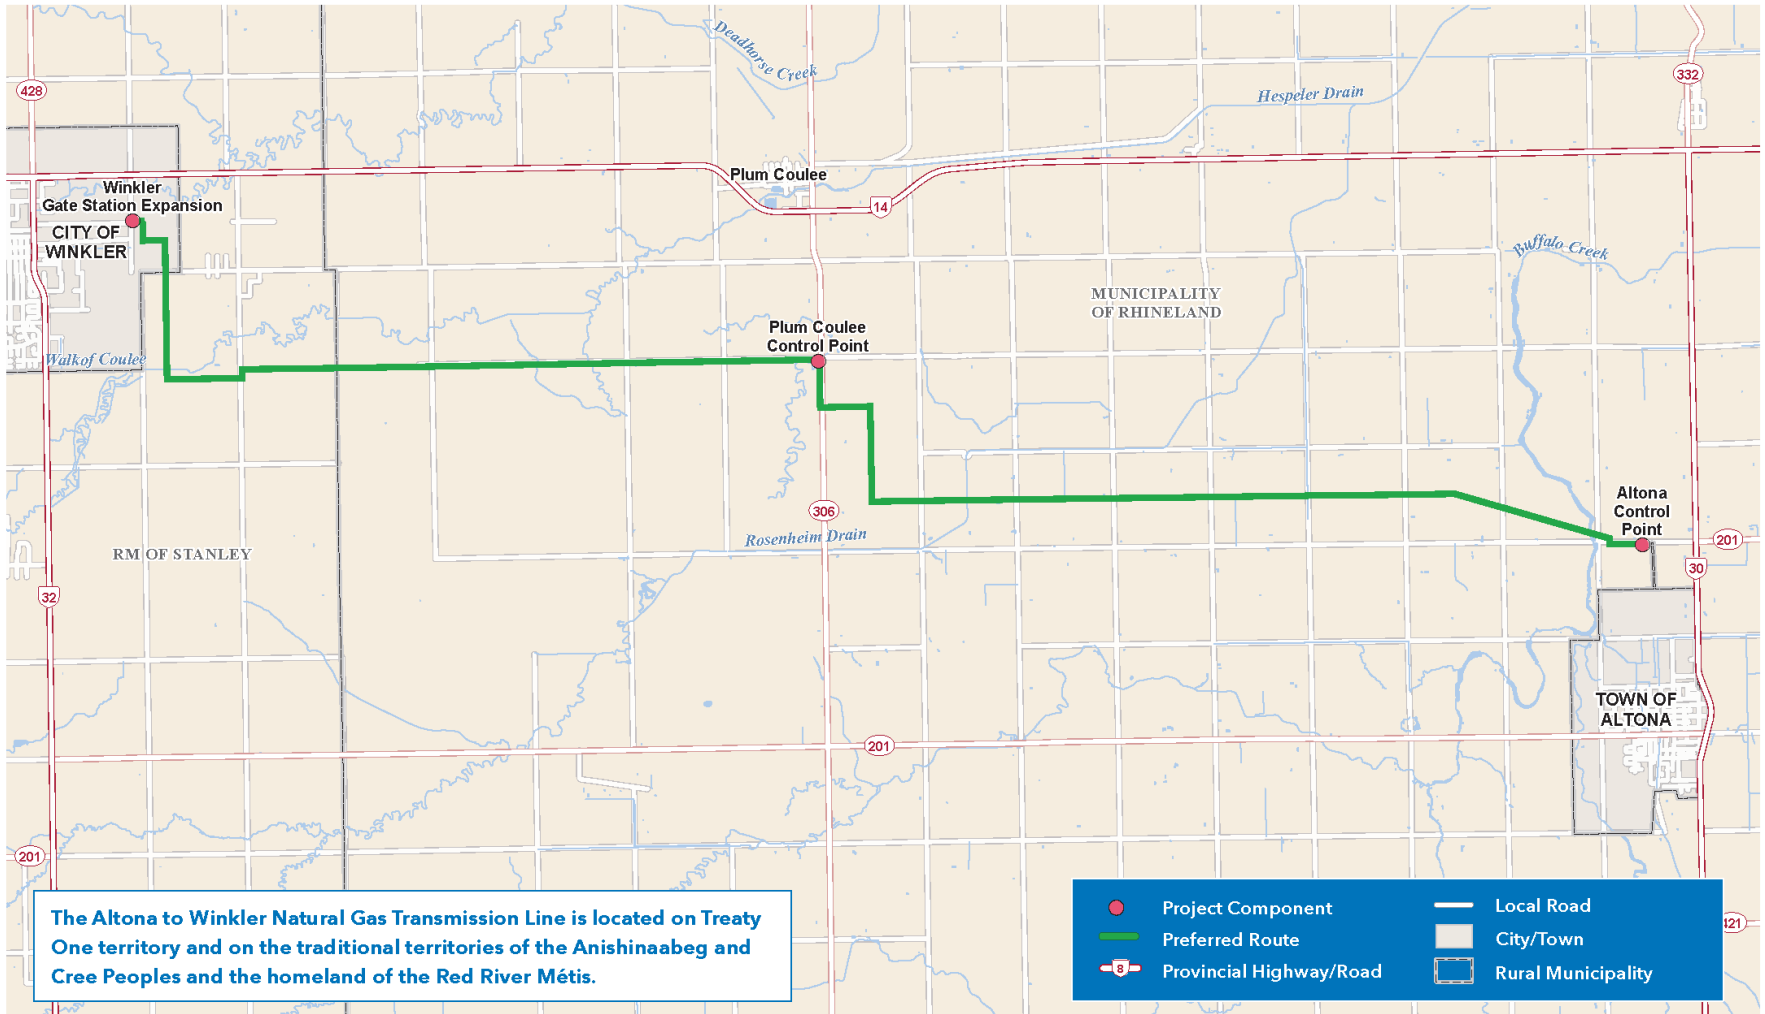 Deadhorse Creek
332
428
Hespeler Drain
Plum Coulee
Winkler
Gate Station Expansion
14
CITY OF
WINKLER
Buffalo Creek
MUNICIPALITY
OF RHINELAND
Plum Coulee
Control Point
Walkof Coulee
Altona
Control
Point
306
Rosenheim Drain
201
RM OF STANLEY
30
32
TOWN OF
ALTONA
201
201
The Altona to Winkler Natural Gas Transmission Line is located on Treaty
One territory and on the traditional territories of the Anishinaabeg and
Cree Peoples and the homeland of the Red River Métis.
Project Component
Preferred Route
8
Provincial Highway/Road
Local Road
City/Town
Rural Municipality
421